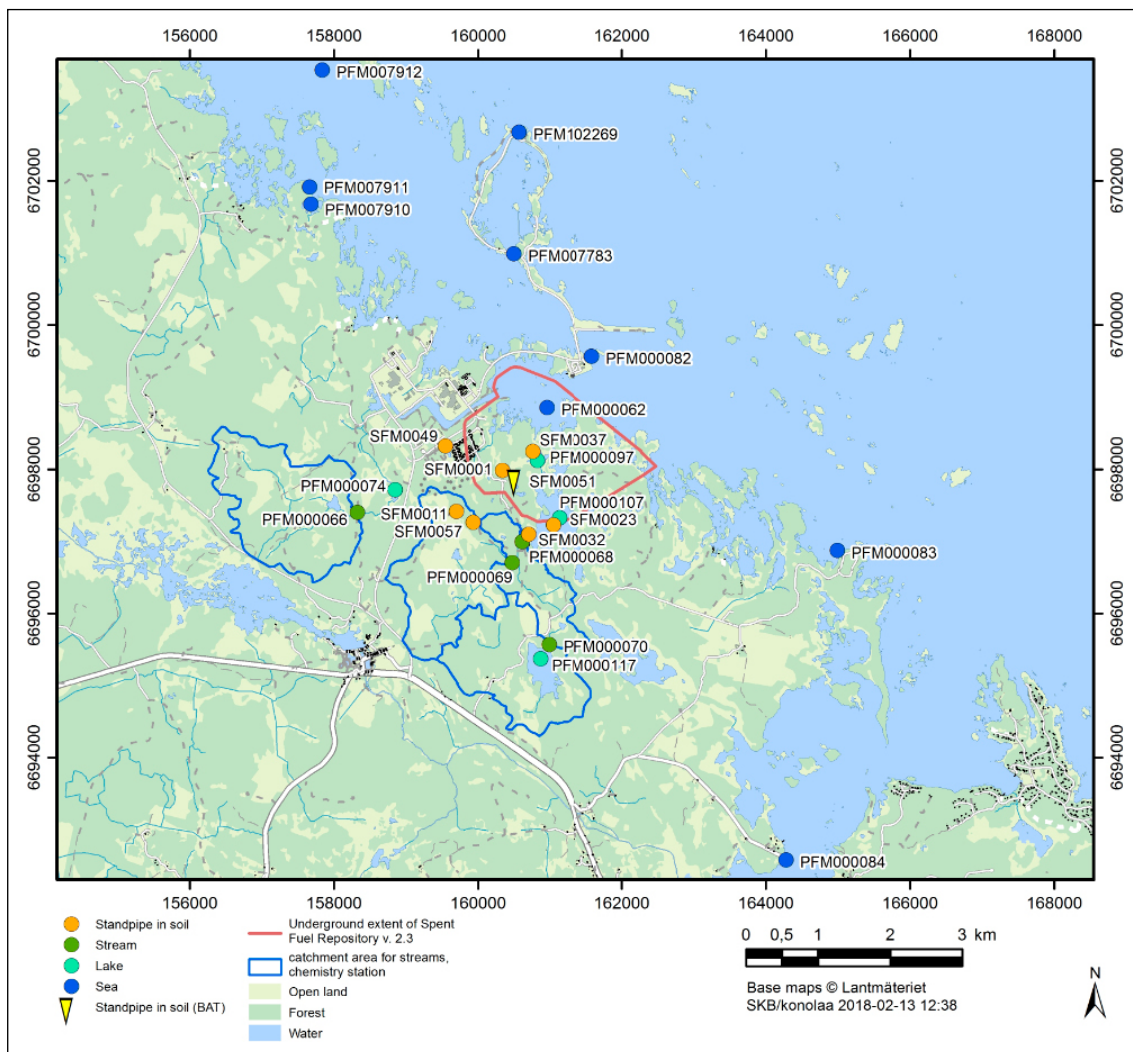 156000 158000 160000 162000 164000 166000 168000
PFM007912
PFM102269
6702000 6702000
PFM007911
PFM007910
PFM007783
6700000 6700000
PFM000082
PFM000062
SFM0049
SFM0037
PFM000097
6698000 6698000
SFM0001
SFM0051
PFM000074
PFM000107
PFM000066
SFM0011
SFM0023
SFM0057
SFM0032
PFM000068
PFM000083
PFM000069
6696000 6696000
PFM000070
PFM000117
6694000 6694000
PFM000084
156000 158000 160000 162000 164000 166000 168000
Standpipe in soil
Stream
Lake
Sea
Standpipe in soil (BAT)
Underground extent of Spent
Fuel Repository v. 2.3
catchment area for streams,
chemistry station
Open land
Forest
Water
0 0,5 1 2 3 km
Base maps © Lantmäteriet
SKB/konolaa 2018-02-13 12:38
N